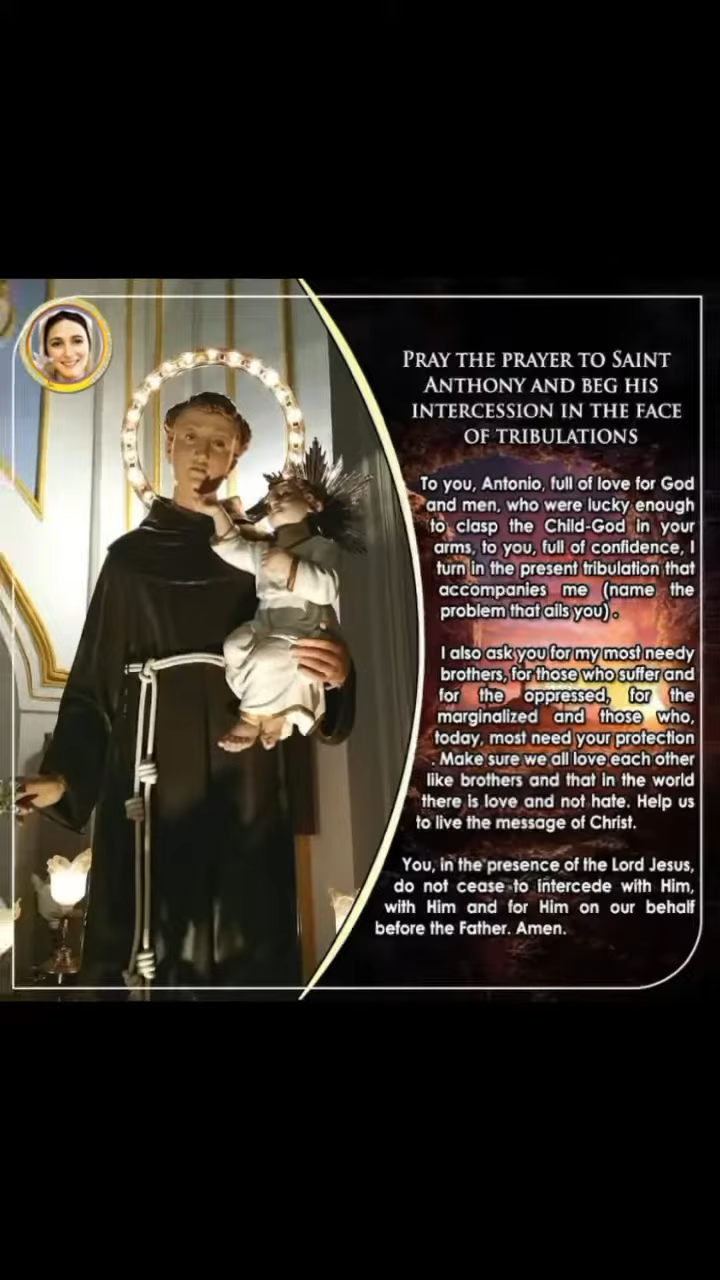 PRAY THE PRAYER TO SAINT
ANTHONY AND BEG HIS
INTERCESSION IN THE FACE
OF TRIBULATIONS
To you, Antonio, full of love for God
and men, who were lucky enough
to clasp the Child-God in your
arms, to you, full of confidence, I
turn in the present tribulation that
accompanies me (name the
problem that ails you) .
I also ask you for my most needy
brothers, for those who suffer and
for the oppressed, for the
marginalized and those who,
today, most need your protection
. Make sure we all love each other
like brothers and that in the world
there is love and not hate. Help us
to live the message of Christ.
You, in the presence of the Lord Jesus,
do not cease to intercede with Him,
with Him and for Him on our behalf
before the Father. Amen.